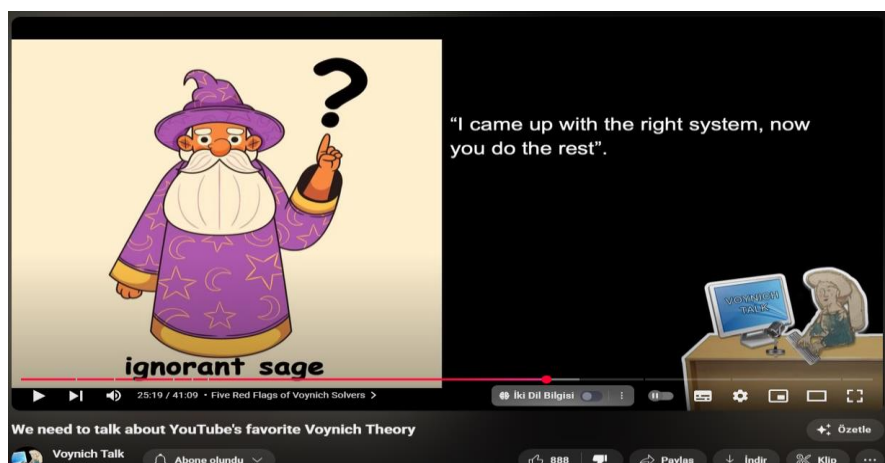 ?
“I came up with the right system, now
you do the rest”.
VOYNICH
TALK
ignorant sage
25:19 / 41:09 • Five Red Flags of Voynich Solvers >
İki Dil Bilgisi
We need to talk about YouTube's favorite Voynich Theory
Özetle
Voynich Talk
Abone olundu
888
Paylaş
İndir
Klip